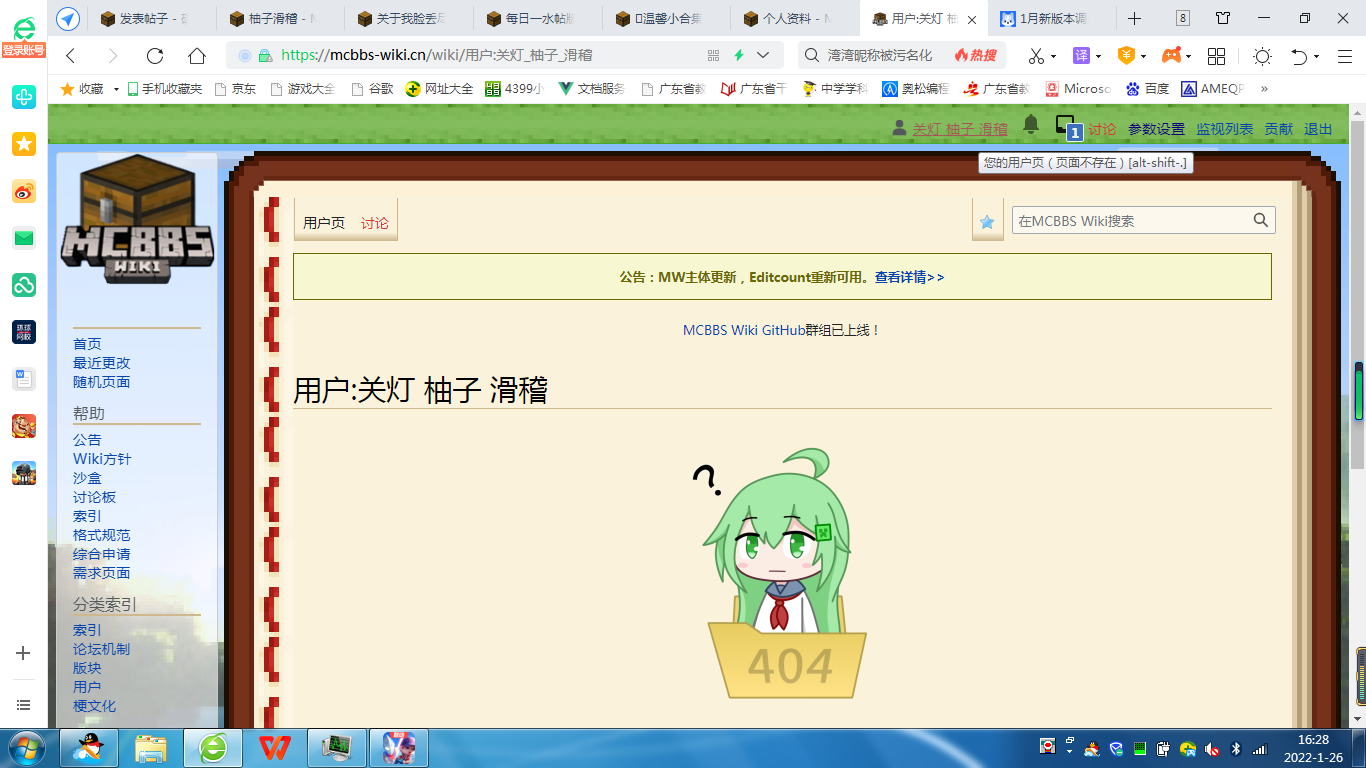 登录账号
发表帖子 -
柚子滑稽 -
关于我脸丢
每日一水帖
温馨小合集
个人资料 -
用户:关灯 柚
1月新版本调
8
https://mcbbs-wiki.cn/wiki/用户:关灯_柚子_滑稽
湾湾昵称被污名化
热搜
译
收藏
手机收藏夹
京东
游戏大全
谷歌
网址大全
4399小
文档服务
广东省教
广东省干
中学学科
奥松编程
广东省教
Microso
百度
AMEQP
»
关灯 柚子 滑稽
1
讨论
参数设置
监视列表
贡献
退出
您的用户页(页面不存在)[alt-shift-.]
MCBBS
WIKI
用户页
讨论
在MCBBS Wiki搜索
公告:MW主体更新,Editcount重新可用。查看详情>>
MCBBS Wiki GitHub群组已上线!
用户:关灯 柚子 滑稽
?
404
首页
最近更改
随机页面
帮助
公告
Wiki方针
沙盒
讨论板
索引
格式规范
综合申请
需求页面
分类索引
索引
论坛机制
版块
用户
梗文化
环球网校
16:28
2022-1-26